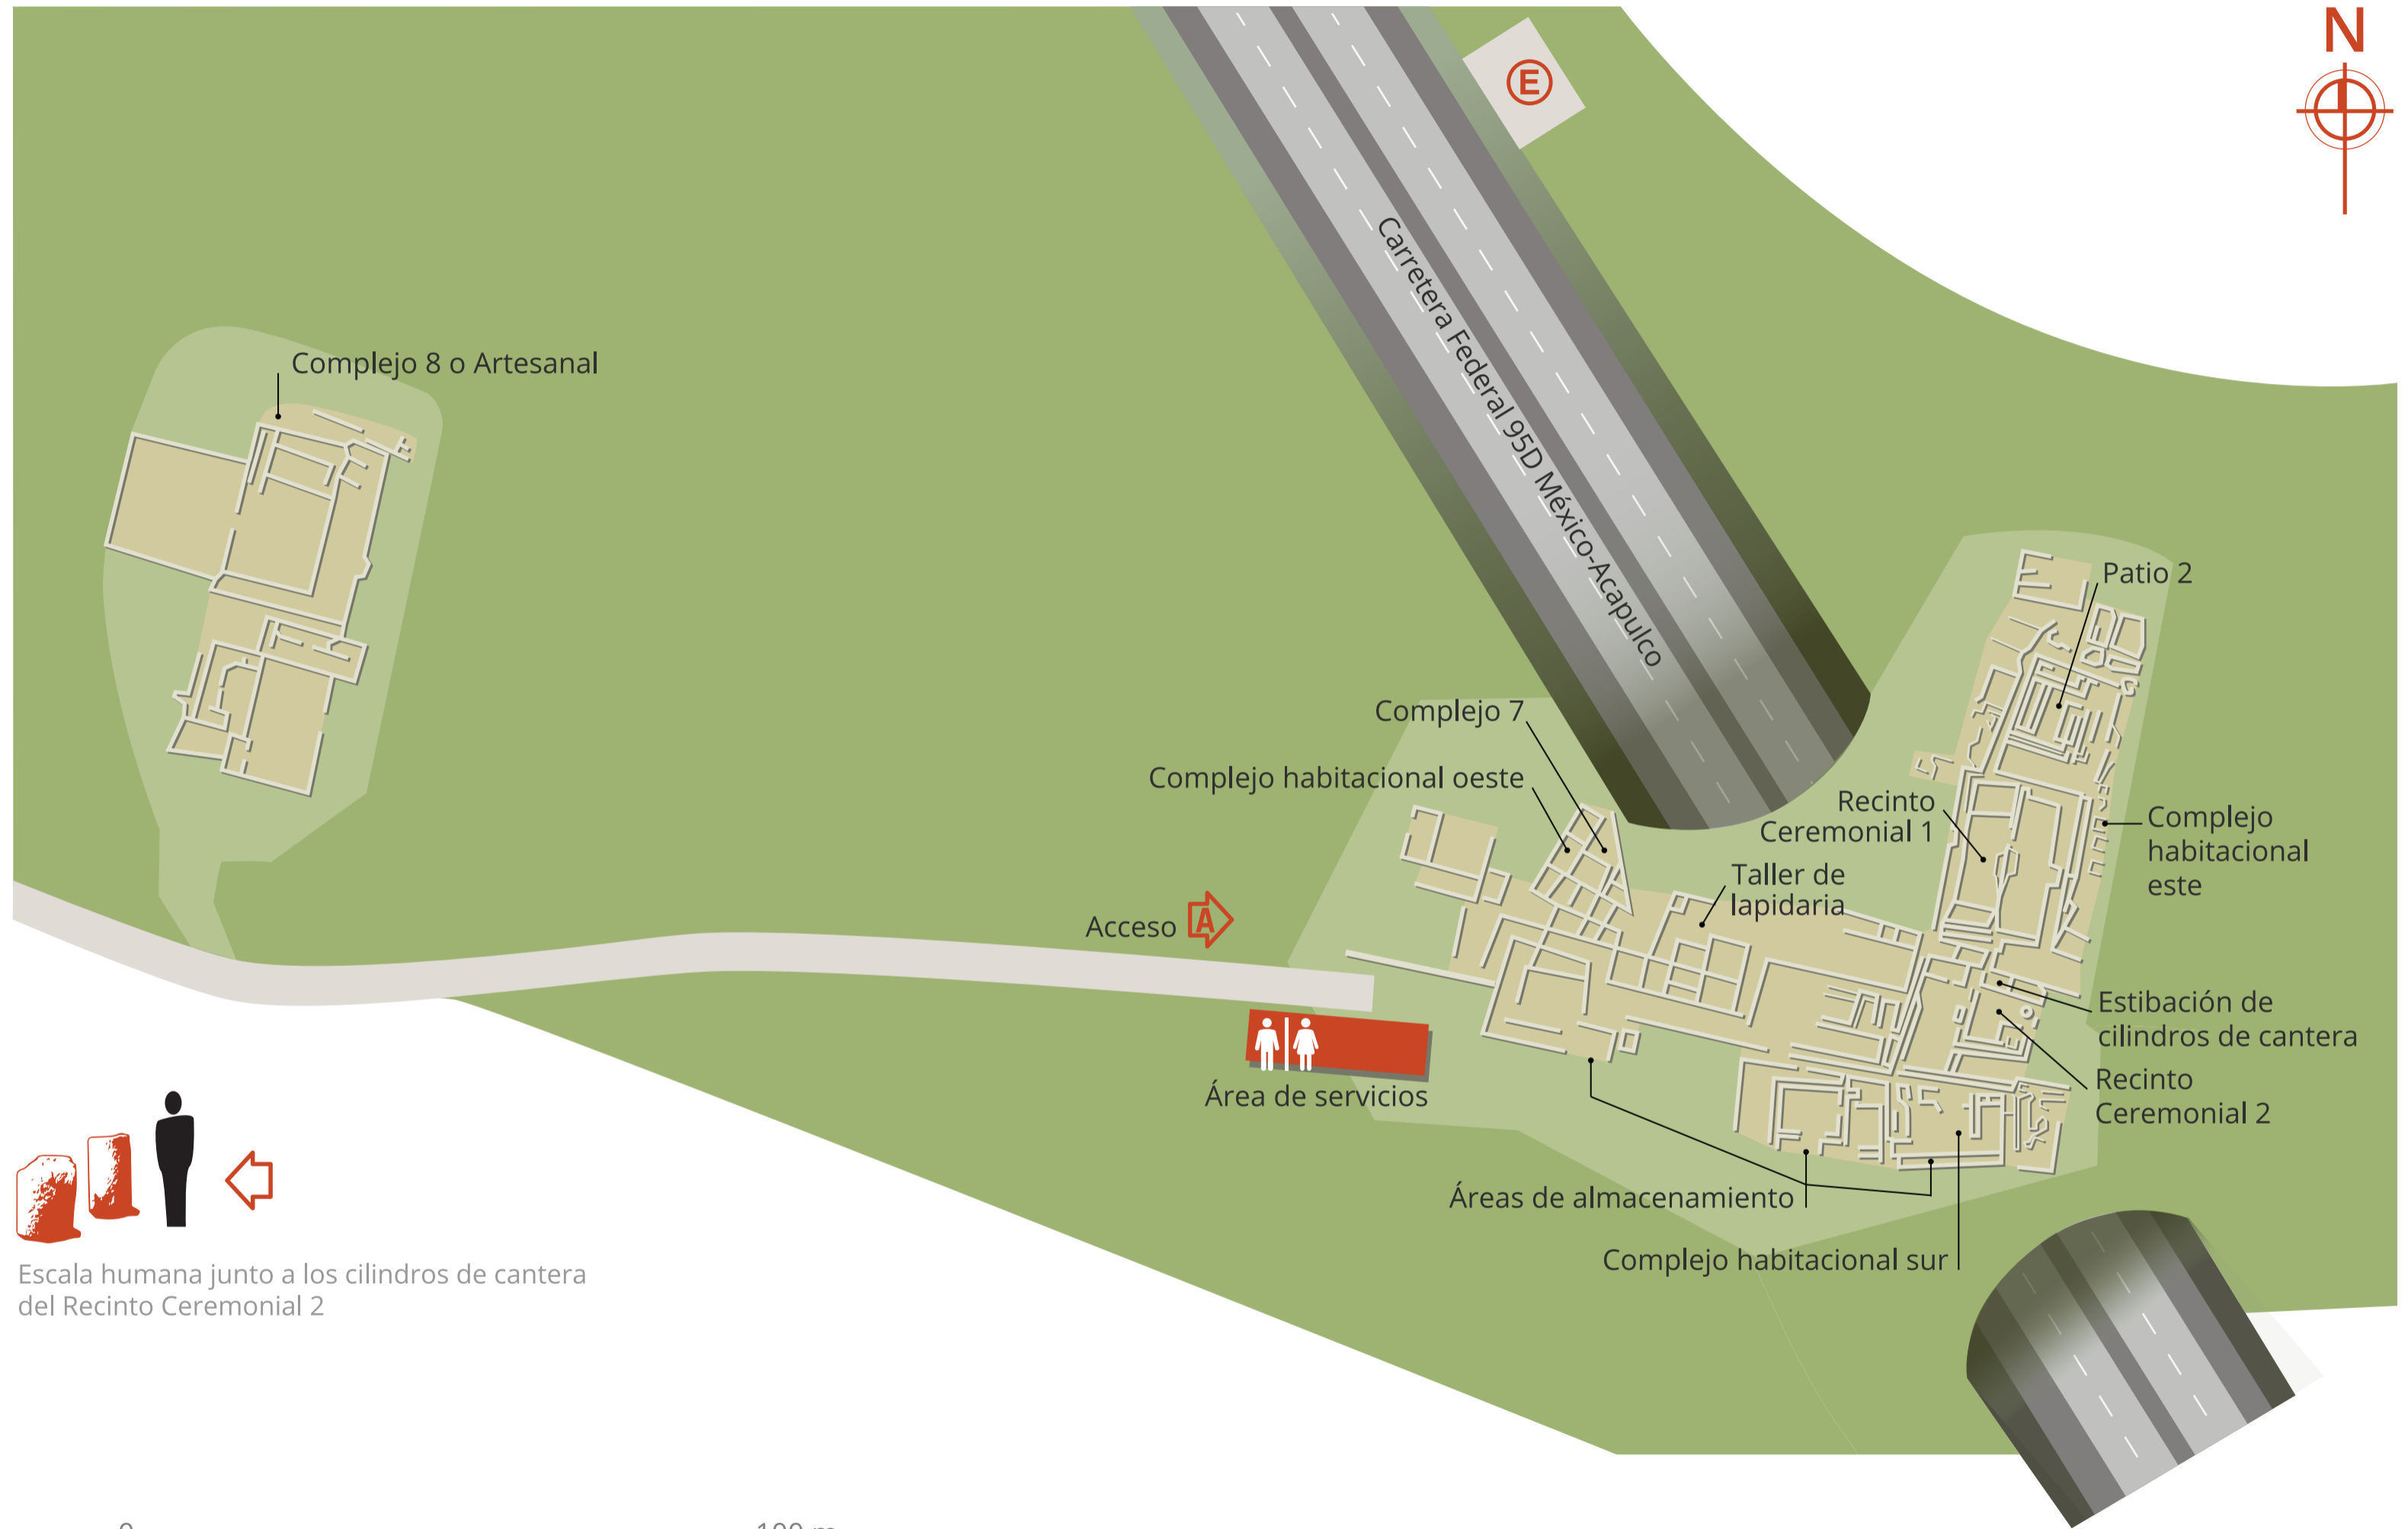 N
E
Carretera Federal 95D México-Acapulco
Complejo 8 o Artesanal
Patio 2
Complejo 7
Complejo habitacional oeste
Recinto
Ceremonial 1
Complejo
habitacional
este
Taller de
lapidaria
Acceso
A
Estibación de
cilindros de cantera
Recinto
Ceremonial 2
Área de servicios
Áreas de almacenamiento
Complejo habitacional sur
Escala humana junto a los cilindros de cantera
del Recinto Ceremonial 2
0
100 m